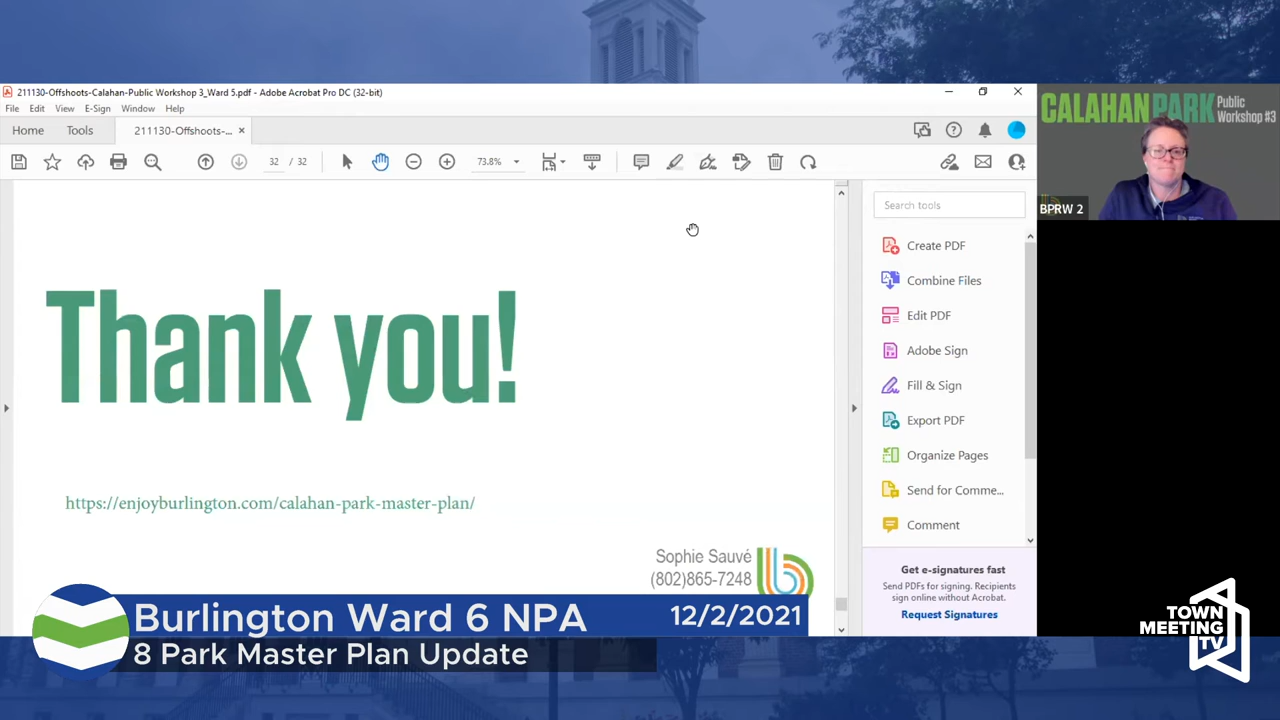 211130-Offshoots-Calahan-Public Workshop 3_Ward 5.pdf - Adobe Acrobat Pro DC (32-bit)
File Edit View E-Sign Window Help
Home Tools 211130-Offshoots-... ×
32 / 32 73.8%
Search tools
Create PDF
Combine Files
Edit PDF
Adobe Sign
Fill & Sign
Export PDF
Organize Pages
Send for Comme...
Comment
Get e-signatures fast
Send PDFs for signing. Recipients
sign online without Acrobat.
Request Signatures
Thank you!
https://enjoyburlington.com/calahan-park-master-plan/
Sophie Sauvé
(802)865-7248
CALAHAN PARK Public
Workshop #3
BPRW 2
Burlington Ward 6 NPA 12/2/2021
8 Park Master Plan Update
TOWN
MEETING
TV